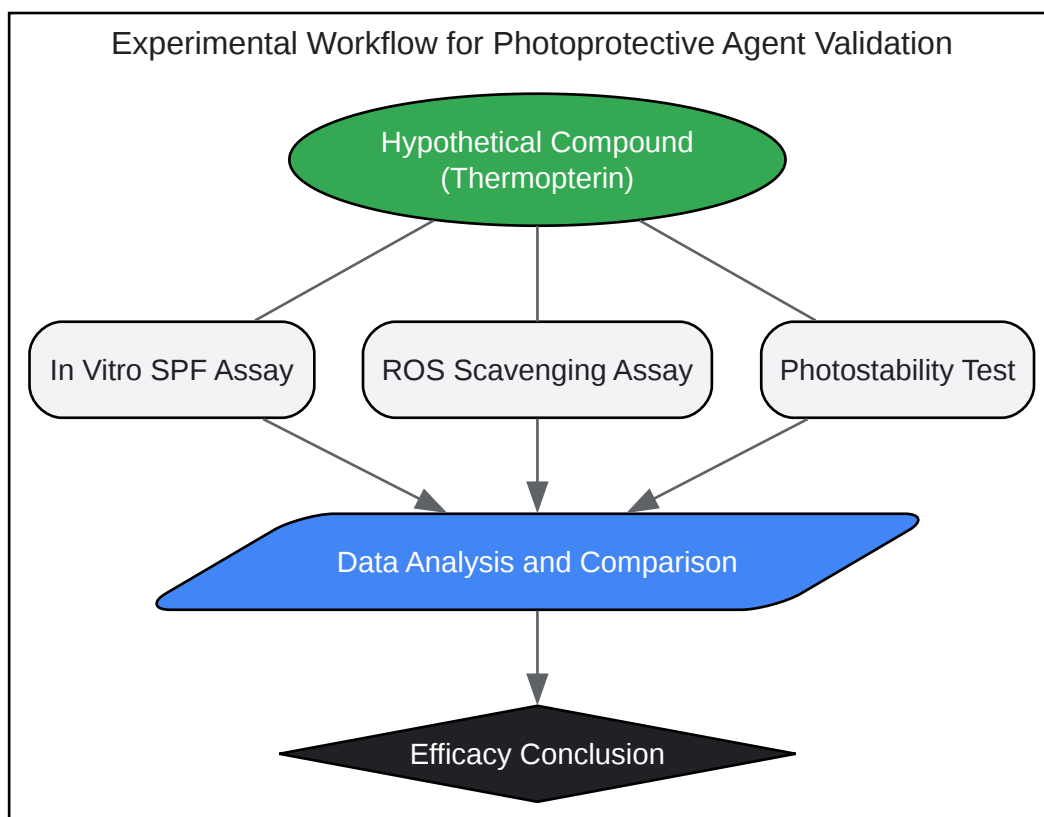 Experimental Workflow for Photoprotective Agent Validation
Hypothetical Compound
(Thermopterin)
In Vitro SPF Assay
ROS Scavenging Assay
Photostability Test
Data Analysis and Comparison
Efficacy Conclusion